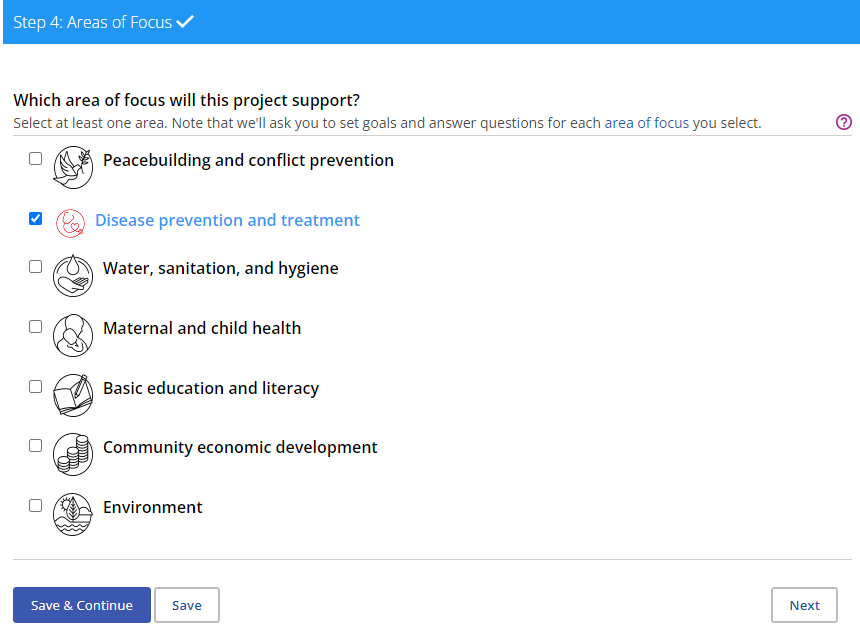 Step 4: Areas of Focus
Which area of focus will this project support?
Select at least one area. Note that we'll ask you to set goals and answer questions for each area of focus you select.
?
Peacebuilding and conflict prevention
Disease prevention and treatment
Water, sanitation, and hygiene
Maternal and child health
Basic education and literacy
Community economic development
Environment
Save & Continue
Save
Next